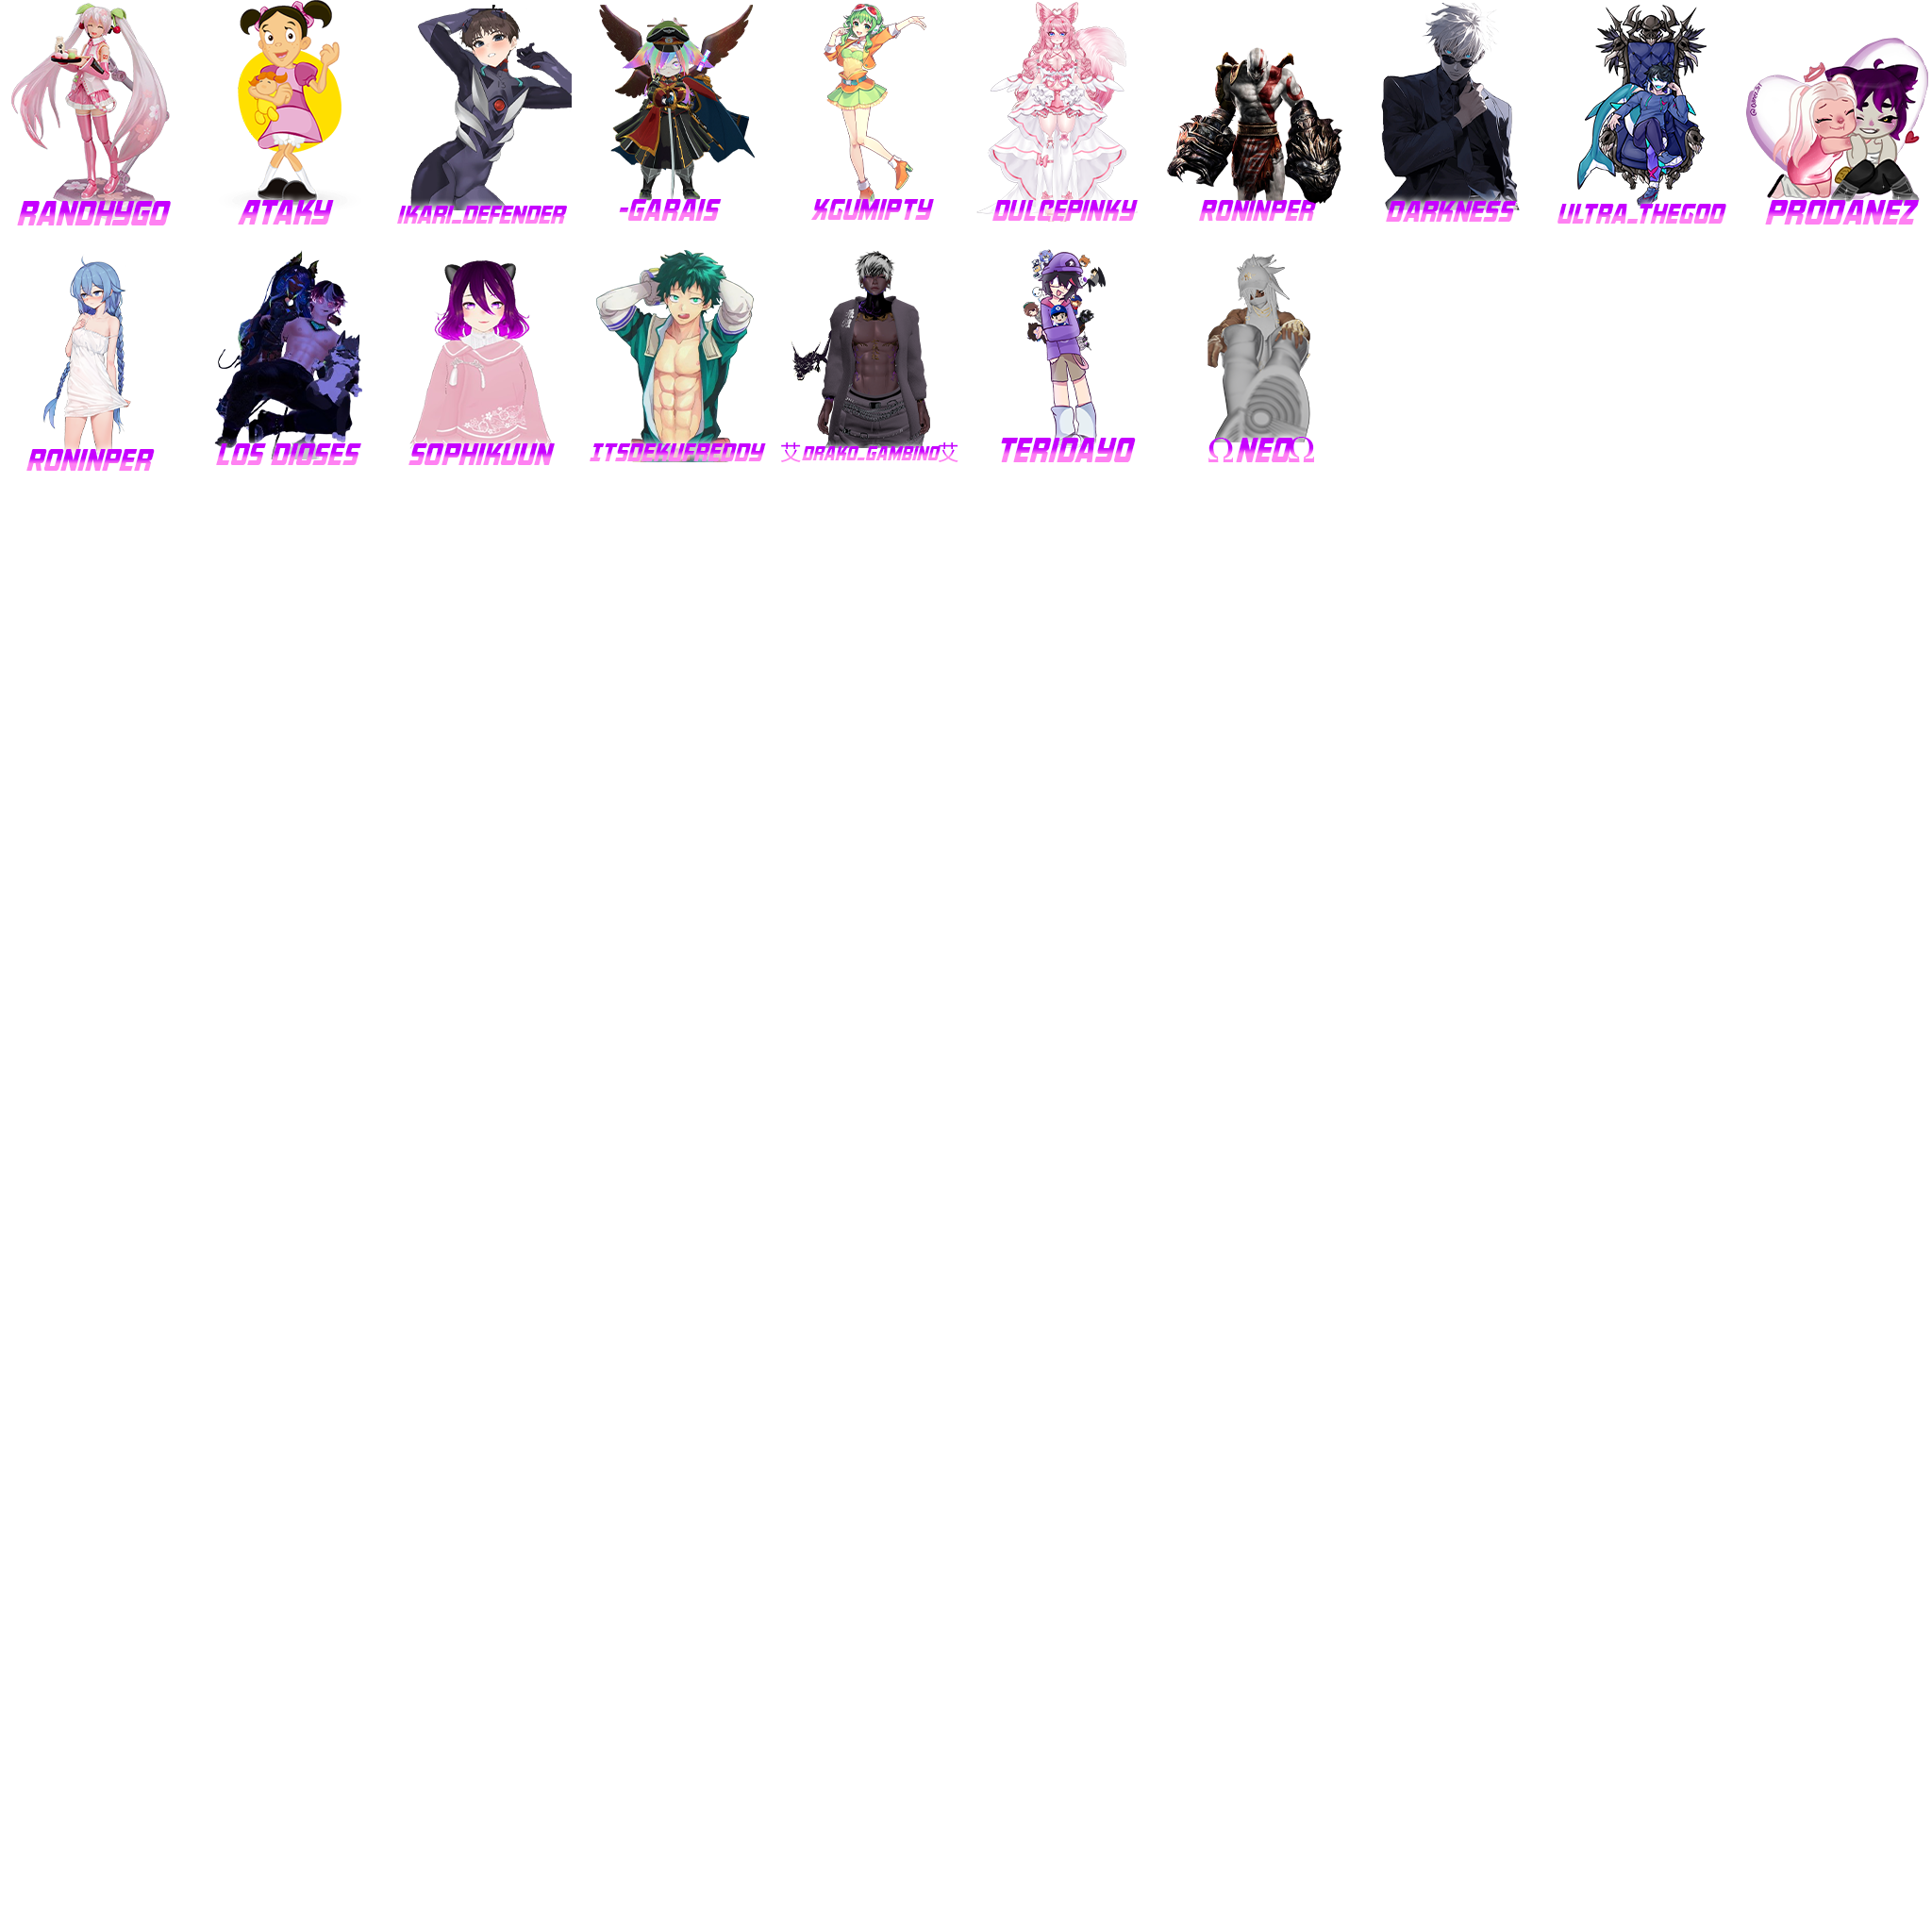 RANDHYGO
ATAKY
IKARI_DEFENDER
-GARAIS
XGUMIPTY
DULCEPINKY
RONINPER
DARKNESS
ULTRA_THEGOD
PRODANEZ
RONINPER
LOS DIOSES
SOPHIKUUN
ITSDEKUFREDDY
艾DRAKO_GAMBINO艾
TERIDAYO
Ω NEOΩ